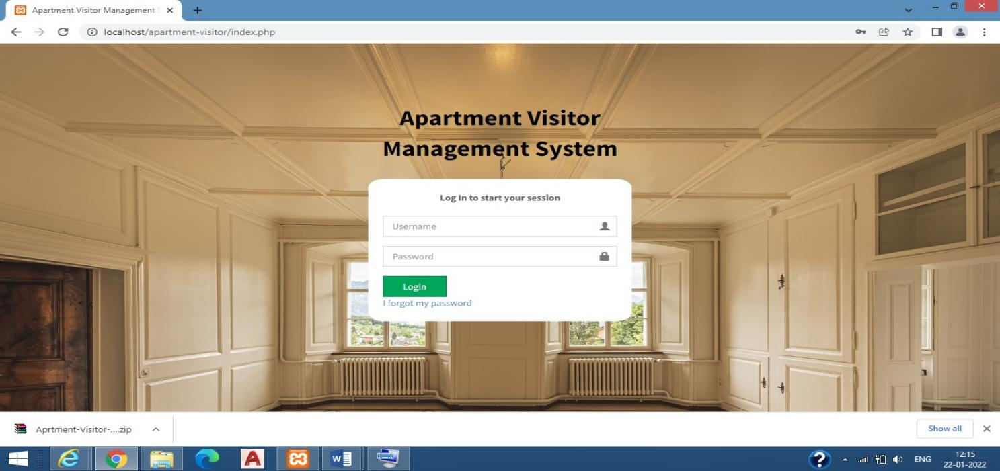 Apartment Visitor Management S
localhost/apartment-visitor/index.php
Apartment Visitor
Management System
Log In to start your session
Username
Password
Login
I forgot my password
Aprtment-Visitor-....zip
Show all
ENG
12:15
22-01-2022